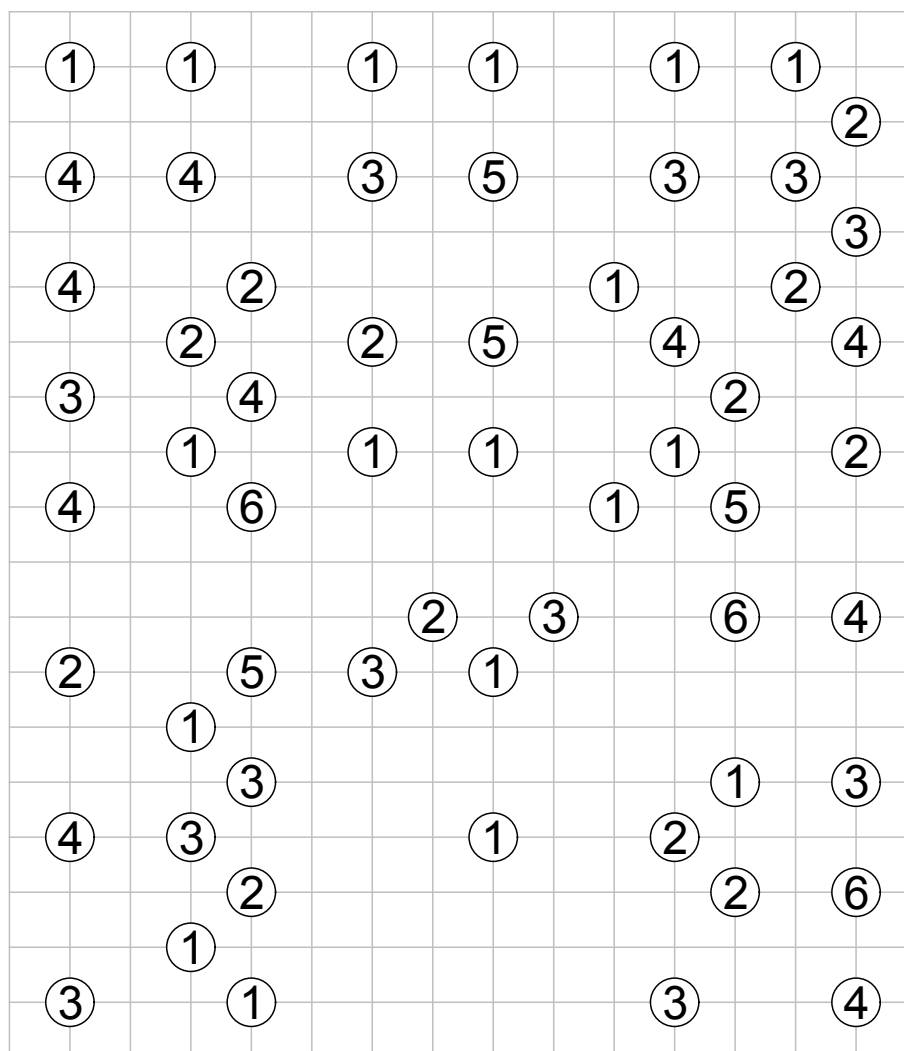 1 1 1 1 1 1
2
4 4 3 5 3 3
3
4 2 1 2
2 2 5 4 4
3 4 2
1 1 1 1 2
4 6 1 5
2 3 6 4
2 5 3 1
1
3 1 3
4 3 1 2
2 2 6
1
3 1 3 4